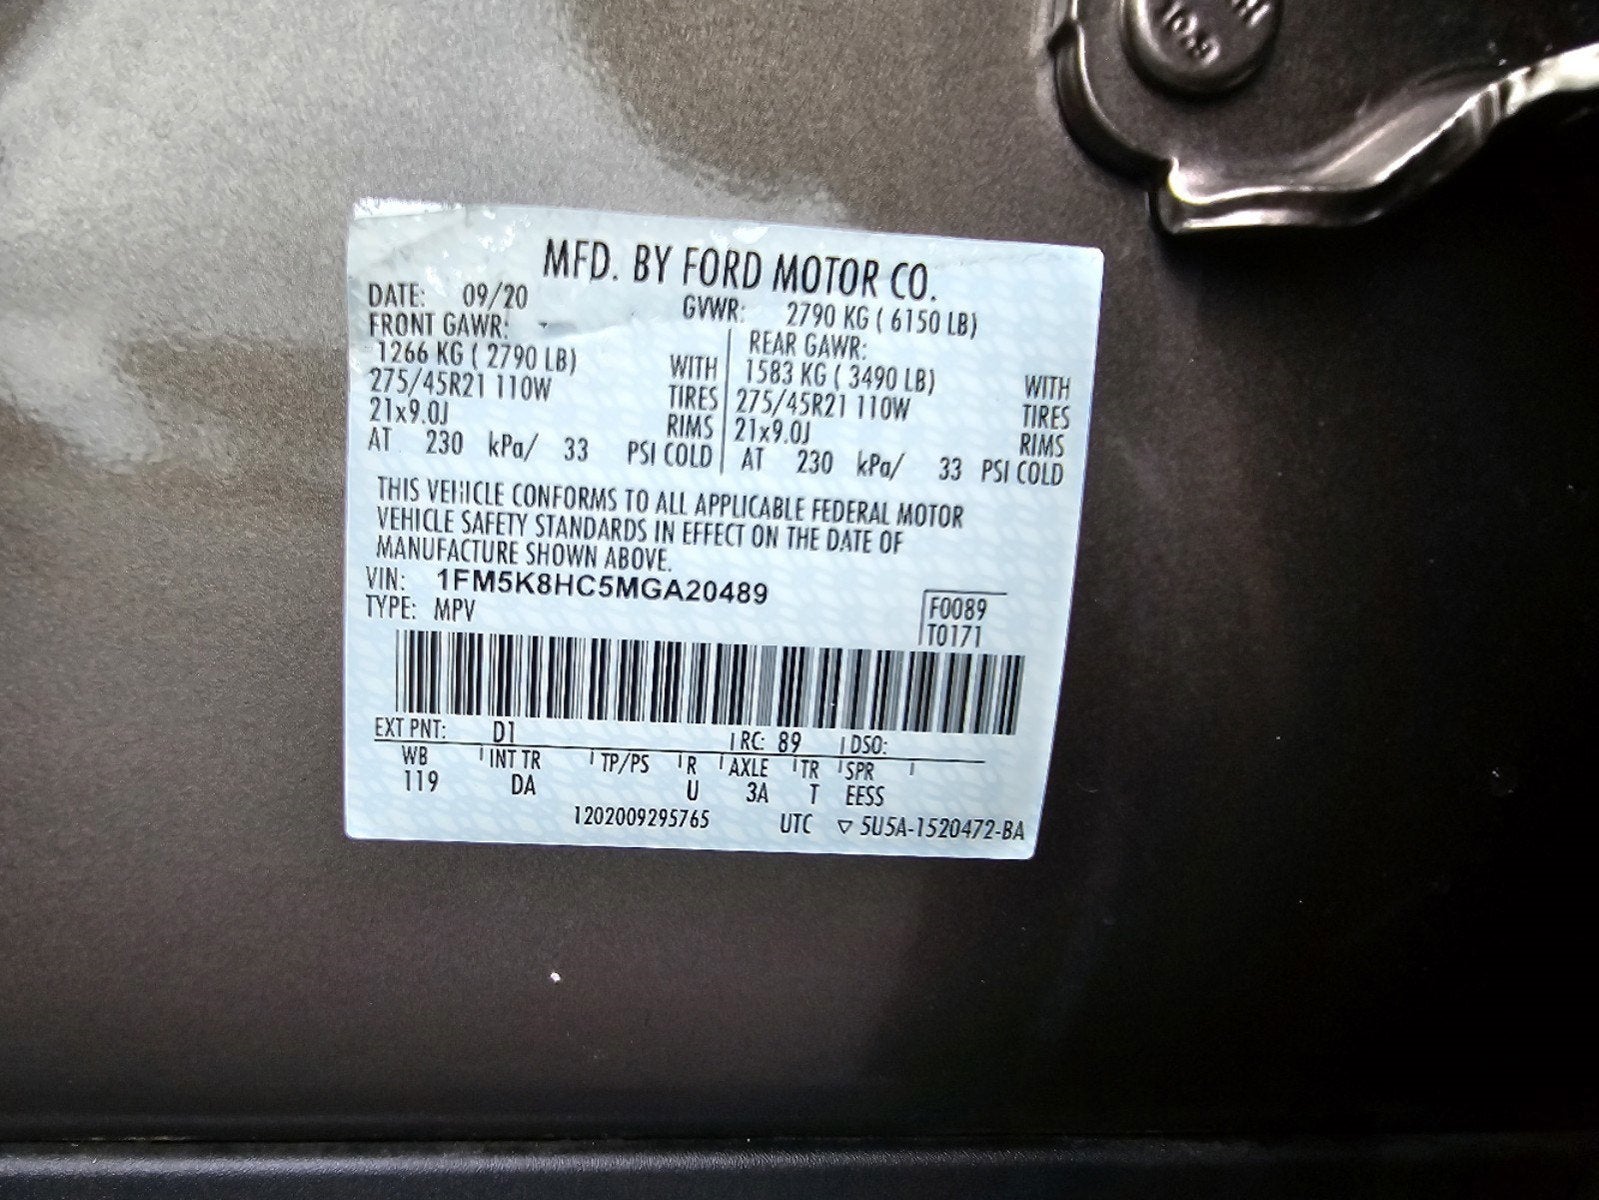 1069
MFD. BY FORD MOTOR CO.
DATE: 09/20 GVWR: 2790 KG ( 6150 LB)
FRONT GAWR: REAR GAWR:
1266 KG ( 2790 LB) WITH 1583 KG ( 3490 LB) WITH
275/45R21 110W TIRES 275/45R21 110W TIRES
21x9.0J RIMS 21x9.0J RIMS
AT 230 kPa/ 33 PSI COLD AT 230 kPa/ 33 PSI COLD
THIS VEHICLE CONFORMS TO ALL APPLICABLE FEDERAL MOTOR
VEHICLE SAFETY STANDARDS IN EFFECT ON THE DATE OF
MANUFACTURE SHOWN ABOVE.
VIN: 1FM5K8HC5MGA20489
TYPE: MPV F0089
T0171
EXT PNT: D1 RC: 89 DSO:
WB INT TR TP/PS R AXLE TR SPR
119 DA U 3A T EESS
1202009295765 UTC ▽ 5U5A-1520472-BA